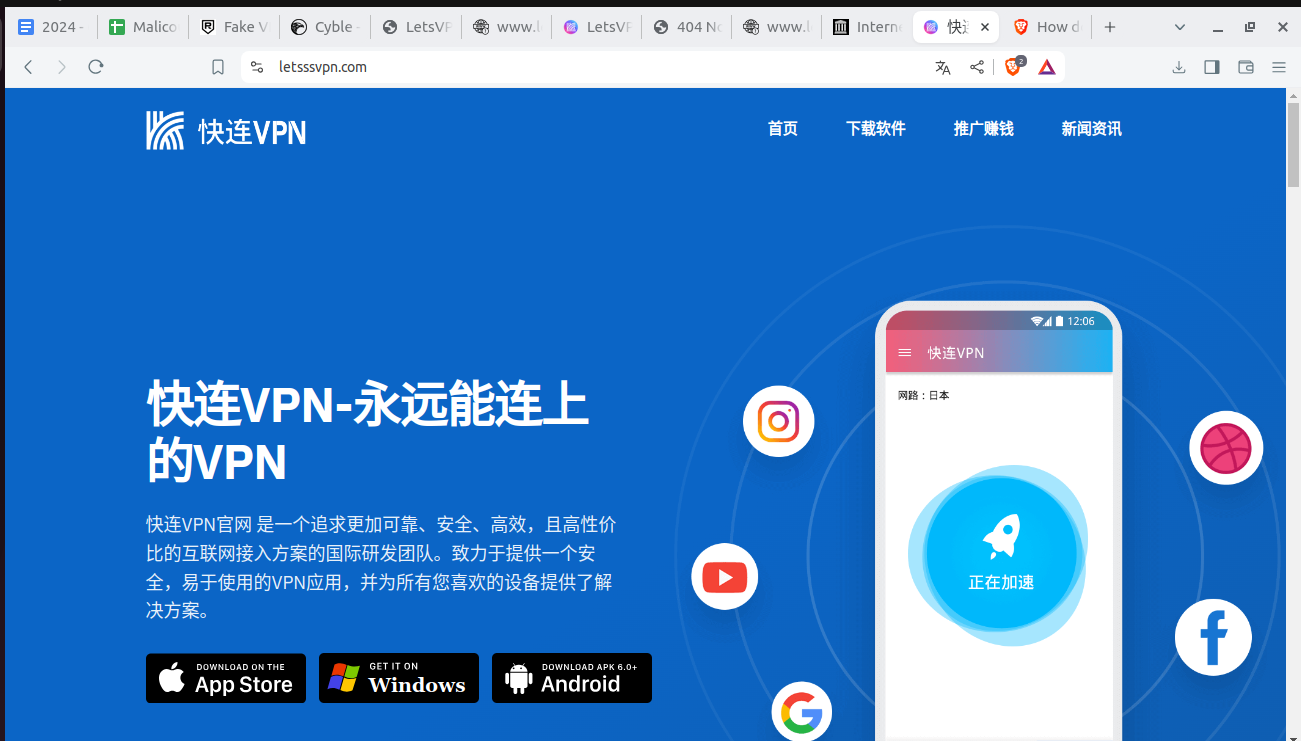 2024 -
Malico
Fake V
Cyble -
LetsVP
www.l
LetsVP
404 No
www.l
Intern
快连
How d
letsssvpn.com
2
快连VPN
首页
下载软件
推广赚钱
新闻资讯
12:06
快连VPN
网路：日本
快连VPN-永远能连上
的VPN
快连VPN官网 是一个追求更加可靠、安全、高效，且高性价
比的互联网接入方案的国际研发团队。致力于提供一个安
全，易于使用的VPN应用，并为所有您喜欢的设备提供了解
决方案。
正在加速
DOWNLOAD ON THE
App Store
GET IT ON
Windows
DOWNLOAD APK 6.0+
Android